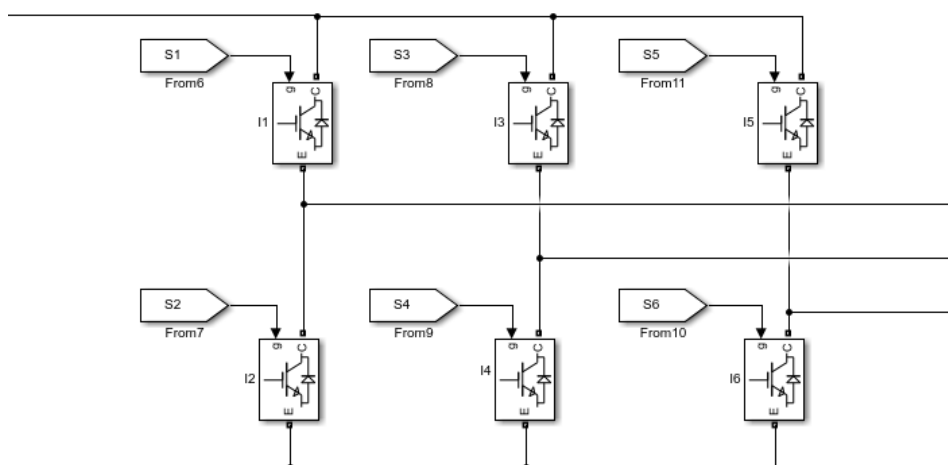 S1
From6
S3
From8
S5
From11
g
C
I1
E
g
C
I3
E
g
C
I5
E
S2
From7
S4
From9
S6
From10
g
C
I2
E
g
C
I4
E
g
C
I6
E